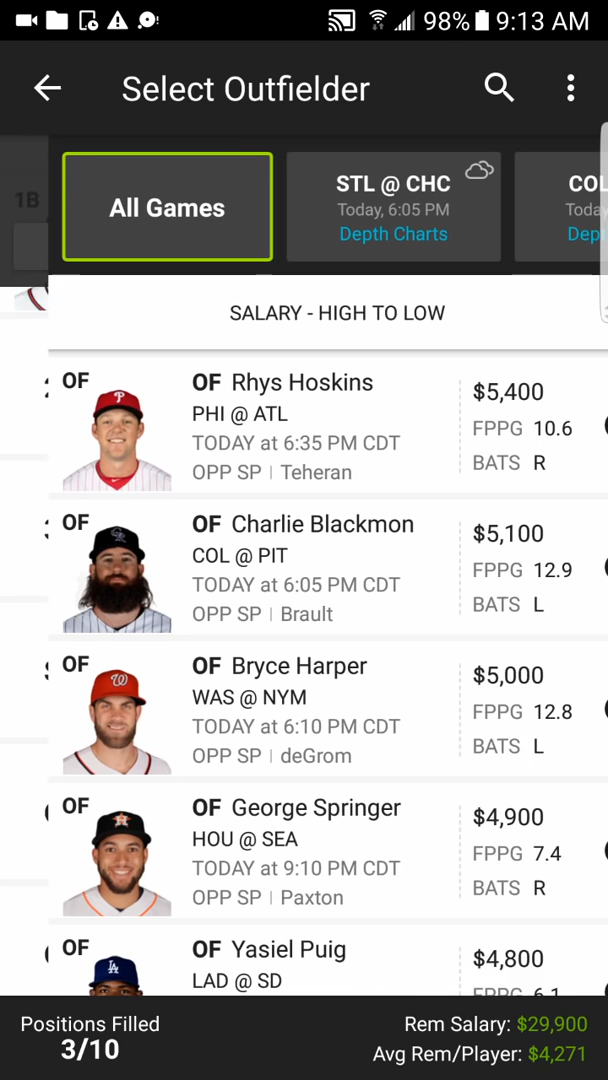 98% 9:13 AM
Select Outfielder
1B
All Games
STL @ CHC
Today, 6:05 PM
Depth Charts
COL
Today
Dept
SALARY - HIGH TO LOW
OF
OF Rhys Hoskins
PHI @ ATL
TODAY at 6:35 PM CDT
OPP SP | Teheran
$5,400
FPPG 10.6
BATS R
OF
OF Charlie Blackmon
COL @ PIT
TODAY at 6:05 PM CDT
OPP SP | Brault
$5,100
FPPG 12.9
BATS L
OF
OF Bryce Harper
WAS @ NYM
TODAY at 6:10 PM CDT
OPP SP | deGrom
$5,000
FPPG 12.8
BATS L
OF
OF George Springer
HOU @ SEA
TODAY at 9:10 PM CDT
OPP SP | Paxton
$4,900
FPPG 7.4
BATS R
OF
OF Yasiel Puig
LAD @ SD
$4,800
FPPG 6.1
Positions Filled
3/10
Rem Salary: $29,900
Avg Rem/Player: $4,271